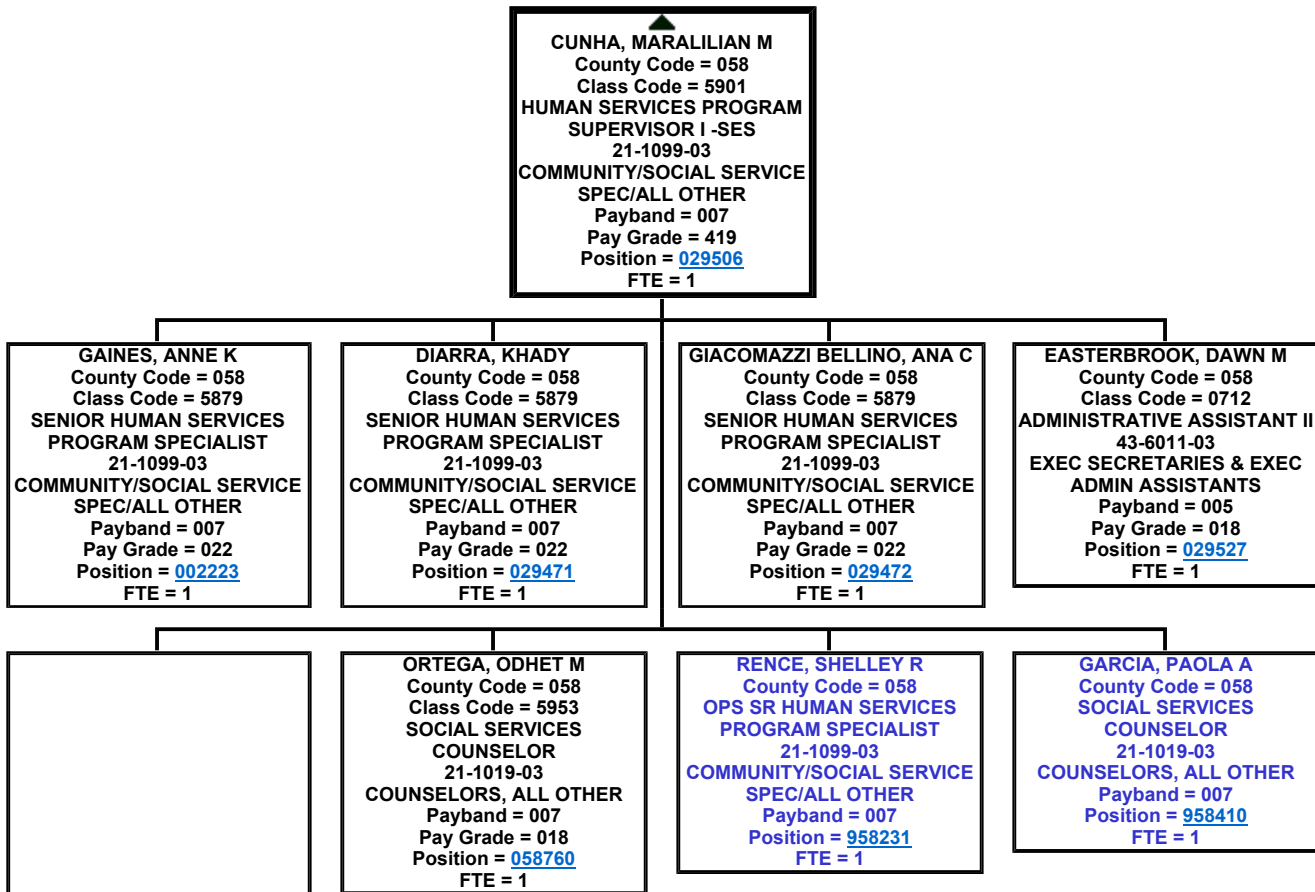 CUNHA, MARALILIAN M
County Code = 058
Class Code = 5901
HUMAN SERVICES PROGRAM
SUPERVISOR I -SES
21-1099-03
COMMUNITY/SOCIAL SERVICE
SPEC/ALL OTHER
Payband = 007
Pay Grade = 419
Position = 029506
FTE = 1
GAINES, ANNE K
County Code = 058
Class Code = 5879
SENIOR HUMAN SERVICES
PROGRAM SPECIALIST
21-1099-03
COMMUNITY/SOCIAL SERVICE
SPEC/ALL OTHER
Payband = 007
Pay Grade = 022
Position = 002223
FTE = 1
DIARRA, KHADY
County Code = 058
Class Code = 5879
SENIOR HUMAN SERVICES
PROGRAM SPECIALIST
21-1099-03
COMMUNITY/SOCIAL SERVICE
SPEC/ALL OTHER
Payband = 007
Pay Grade = 022
Position = 029471
FTE = 1
GIACOMAZZI BELLINO, ANA C
County Code = 058
Class Code = 5879
SENIOR HUMAN SERVICES
PROGRAM SPECIALIST
21-1099-03
COMMUNITY/SOCIAL SERVICE
SPEC/ALL OTHER
Payband = 007
Pay Grade = 022
Position = 029472
FTE = 1
EASTERBROOK, DAWN M
County Code = 058
Class Code = 0712
ADMINISTRATIVE ASSISTANT II
43-6011-03
EXEC SECRETARIES & EXEC
ADMIN ASSISTANTS
Payband = 005
Pay Grade = 018
Position = 029527
FTE = 1
ORTEGA, ODHET M
County Code = 058
Class Code = 5953
SOCIAL SERVICES
COUNSELOR
21-1019-03
COUNSELORS, ALL OTHER
Payband = 007
Pay Grade = 018
Position = 058760
FTE = 1
RENCE, SHELLEY R
County Code = 058
OPS SR HUMAN SERVICES
PROGRAM SPECIALIST
21-1099-03
COMMUNITY/SOCIAL SERVICE
SPEC/ALL OTHER
Payband = 007
Position = 958231
FTE = 1
GARCIA, PAOLA A
County Code = 058
SOCIAL SERVICES
COUNSELOR
21-1019-03
COUNSELORS, ALL OTHER
Payband = 007
Position = 958410
FTE = 1